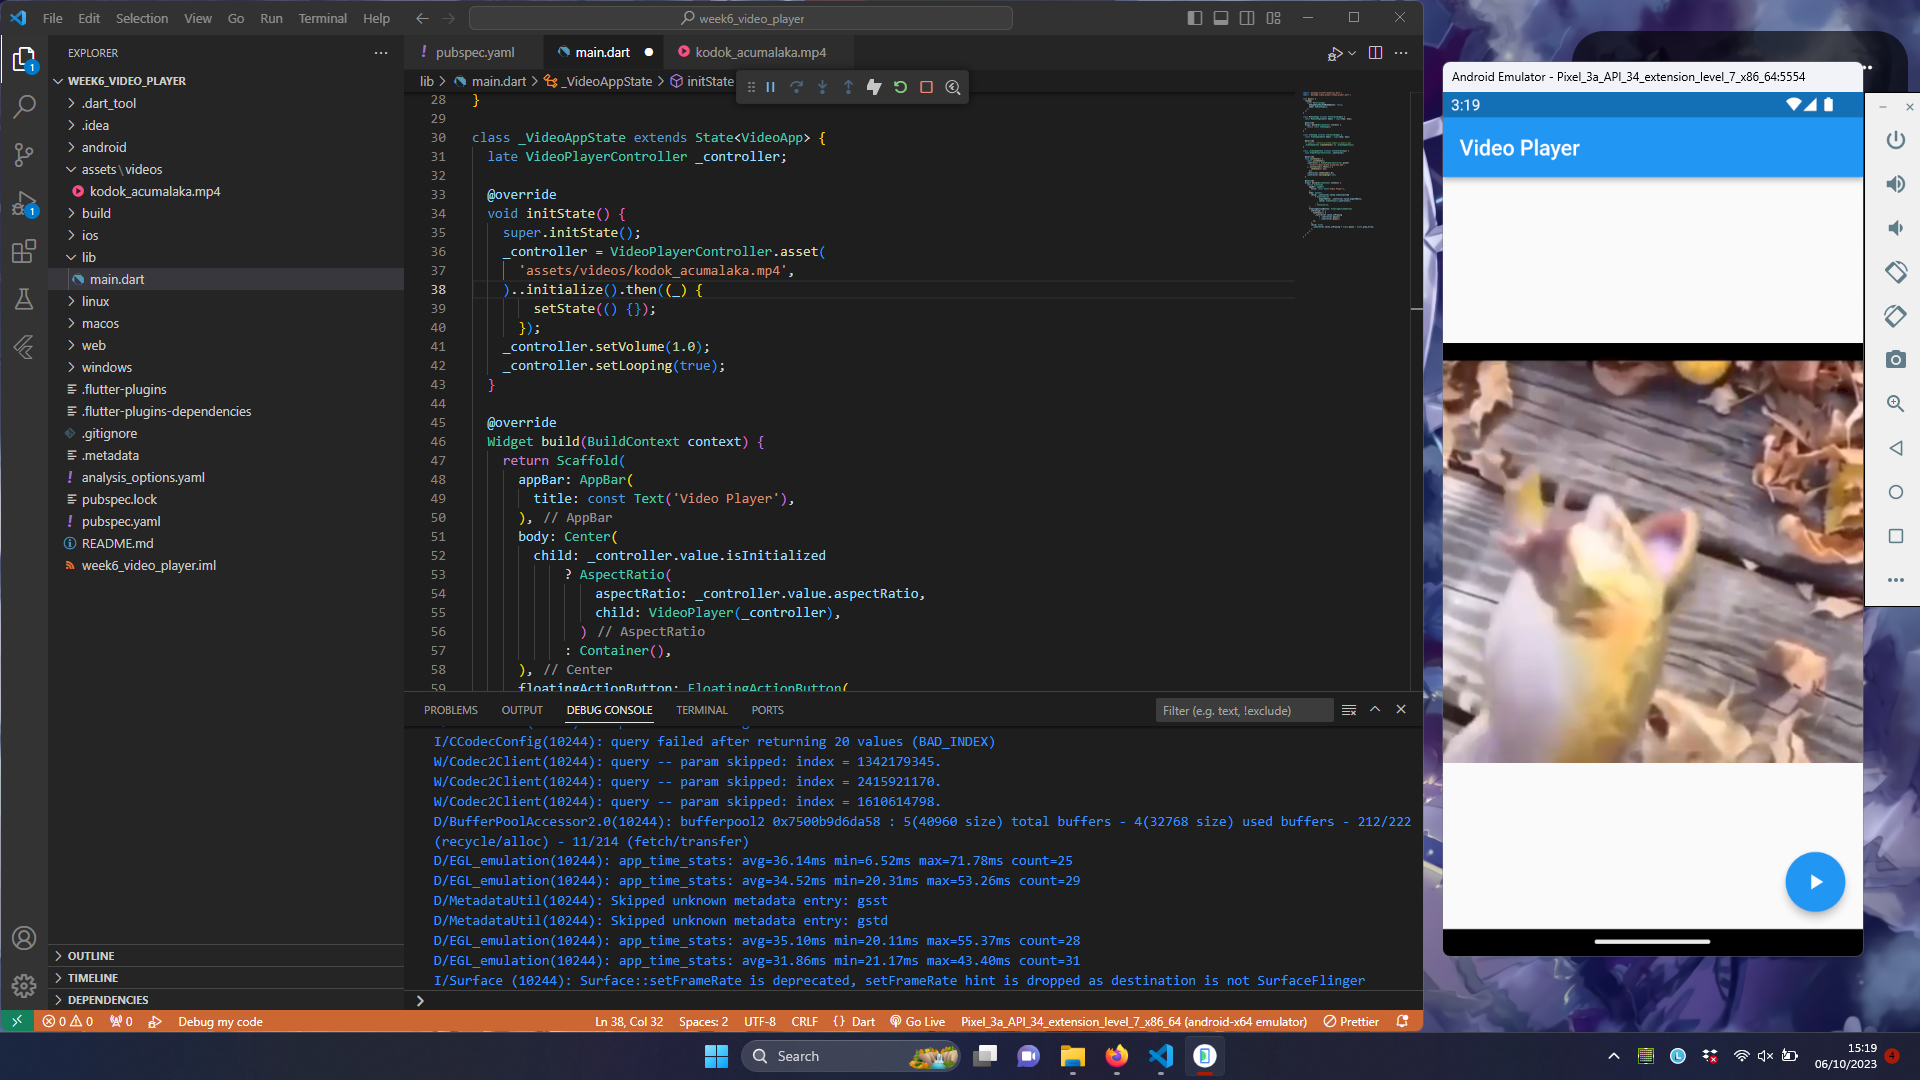 File Edit Selection View Go Run Terminal Help
week6_video_player
EXPLORER
WEEK6_VIDEO_PLAYER
.dart_tool
.idea
android
assets\videos
kodok_acumalaka.mp4
build
ios
lib
main.dart
linux
macos
web
windows
.flutter-plugins
.flutter-plugins-dependencies
.gitignore
.metadata
analysis_options.yaml
pubspec.lock
pubspec.yaml
README.md
week6_video_player.iml
OUTLINE
TIMELINE
DEPENDENCIES
pubspec.yaml main.dart kodok_acumalaka.mp4
lib > main.dart > _VideoAppState > initState
28 }
29
30 class _VideoAppState extends State<VideoApp> {
31 late VideoPlayerController _controller;
32
33 @override
34 void initState() {
35 super.initState();
36 _controller = VideoPlayerController.asset(
37 'assets/videos/kodok_acumalaka.mp4',
38 )..initialize().then((_) {
39 setState(() {});
40 });
41 _controller.setVolume(1.0);
42 _controller.setLooping(true);
43 }
44
45 @override
46 Widget build(BuildContext context) {
47 return Scaffold(
48 appBar: AppBar(
49 title: const Text('Video Player'),
50 ), // AppBar
51 body: Center(
52 child: _controller.value.isInitialized
53 ? AspectRatio(
54 aspectRatio: _controller.value.aspectRatio,
55 child: VideoPlayer(_controller),
56 ) // AspectRatio
57 : Container(),
58 ), // Center
59 floatingActionButton: FloatingActionButton(
PROBLEMS OUTPUT DEBUG CONSOLE TERMINAL PORTS
Filter (e.g. text, !exclude)
I/CCodecConfig(10244): query failed after returning 20 values (BAD_INDEX)
W/Codec2Client(10244): query -- param skipped: index = 1342179345.
W/Codec2Client(10244): query -- param skipped: index = 2415921170.
W/Codec2Client(10244): query -- param skipped: index = 1610614798.
D/BufferPoolAccessor2.0(10244): bufferpool2 0x7500b9d6da58 : 5(40960 size) total buffers - 4(32768 size) used buffers - 212/222
(recycle/alloc) - 11/214 (fetch/transfer)
D/EGL_emulation(10244): app_time_stats: avg=36.14ms min=6.52ms max=71.78ms count=25
D/EGL_emulation(10244): app_time_stats: avg=34.52ms min=20.31ms max=53.26ms count=29
D/MetadataUtil(10244): Skipped unknown metadata entry: gsst
D/MetadataUtil(10244): Skipped unknown metadata entry: gstd
D/EGL_emulation(10244): app_time_stats: avg=35.10ms min=20.11ms max=55.37ms count=28
D/EGL_emulation(10244): app_time_stats: avg=31.86ms min=21.17ms max=43.40ms count=31
I/Surface (10244): Surface::setFrameRate is deprecated, setFrameRate hint is dropped as destination is not SurfaceFlinger
0 0 0 Debug my code Ln 38, Col 32 Spaces: 2 UTF-8 CRLF {} Dart Go Live Pixel_3a_API_34_extension_level_7_x86_64 (android-x64 emulator) Prettier
Android Emulator - Pixel_3a_API_34_extension_level_7_x86_64:5554
3:19
Video Player
Search
15:19
06/10/2023
4